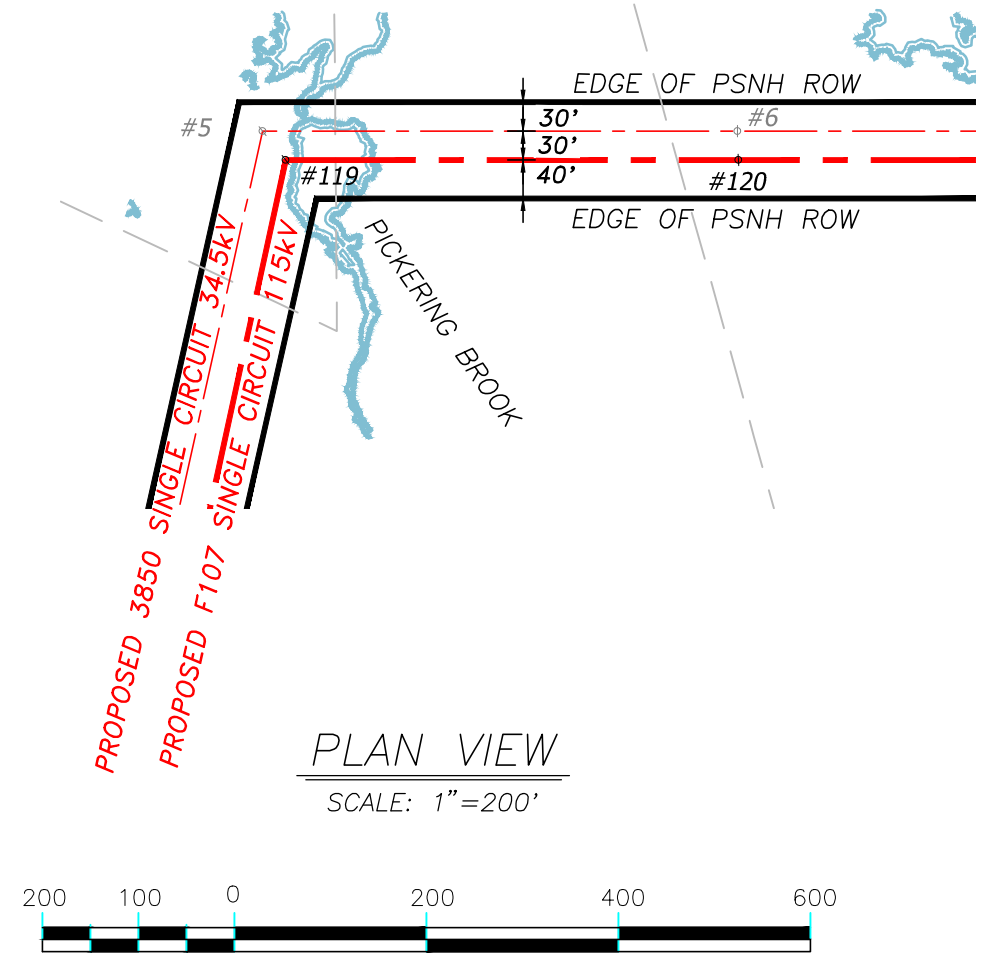 EDGE OF PSNH ROW
#5
30'
#6
30'
#119
40'
#120
EDGE OF PSNH ROW
PICKERING BROOK
PROPOSED 3850 SINGLE CIRCUIT 34.5kV
PROPOSED F107 SINGLE CIRCUIT 115kV
PLAN VIEW
SCALE: 1"=200'
200 100 0 200 400 600